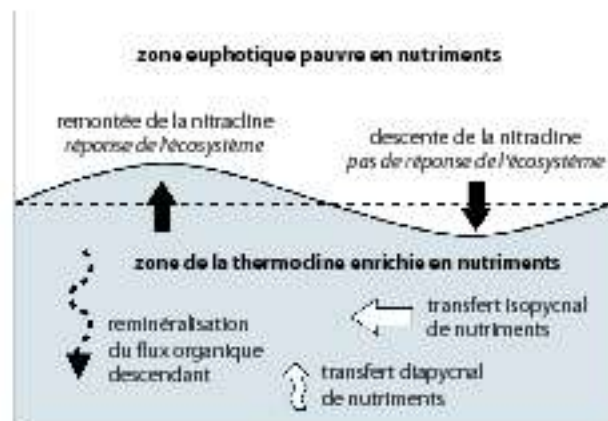 zone euphotique pauvre en nutriments
remontée de la nitracline
réponse de l'écosystème
descente de la nitracline
pas de réponse de l'écosystème
zone de la thermocline enrichie en nutriments
transfert isopycnal
de nutriments
reminéralisation
du flux organique
descendant
transfert diapycnal
de nutriments